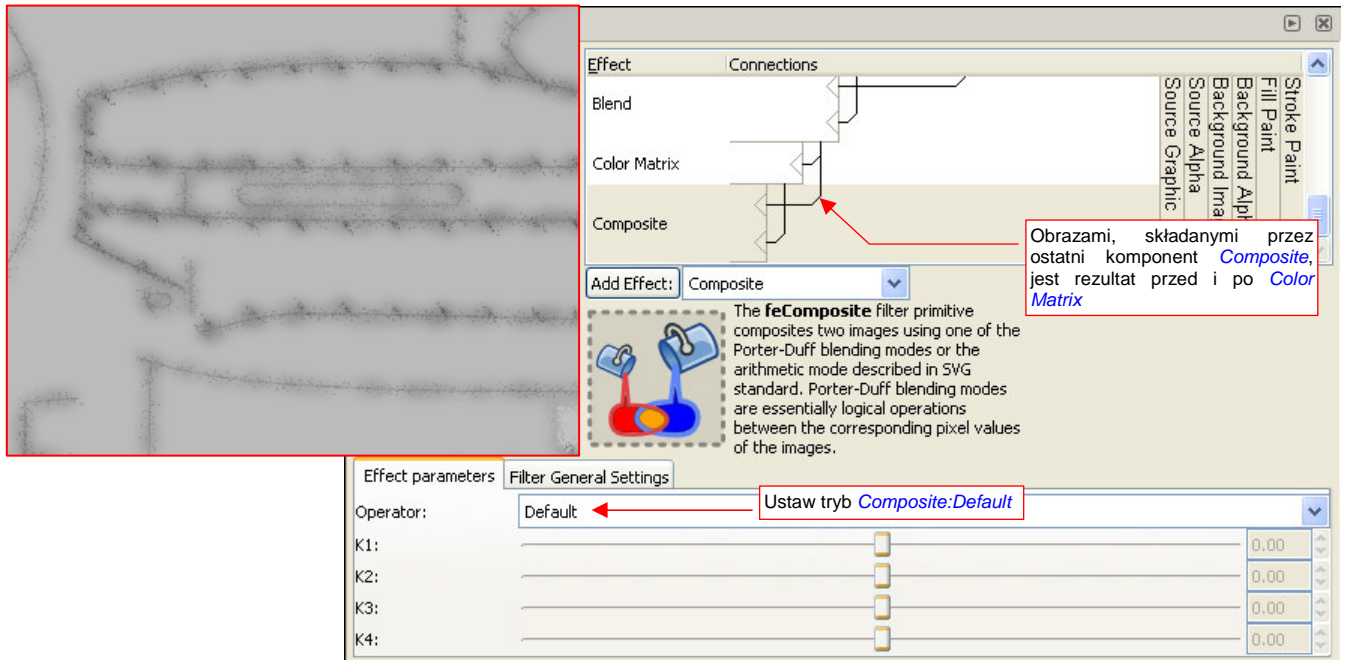 Effect Connections
Blend
Color Matrix
Composite
Source Graphic
Source Alpha
Background Ima
Background Alph
Fill Paint
Stroke Paint
Obrazami, składanymi przez
ostatni komponent Composite,
jest rezultat przed i po Color
Matrix
Add Effect: Composite
The feComposite filter primitive
composites two images using one of the
Porter-Duff blending modes or the
arithmetic mode described in SVG
standard. Porter-Duff blending modes
are essentially logical operations
between the corresponding pixel values
of the images.
Effect parameters Filter General Settings
Operator: Default
Ustaw tryb Composite:Default
K1: 0.00
K2: 0.00
K3: 0.00
K4: 0.00